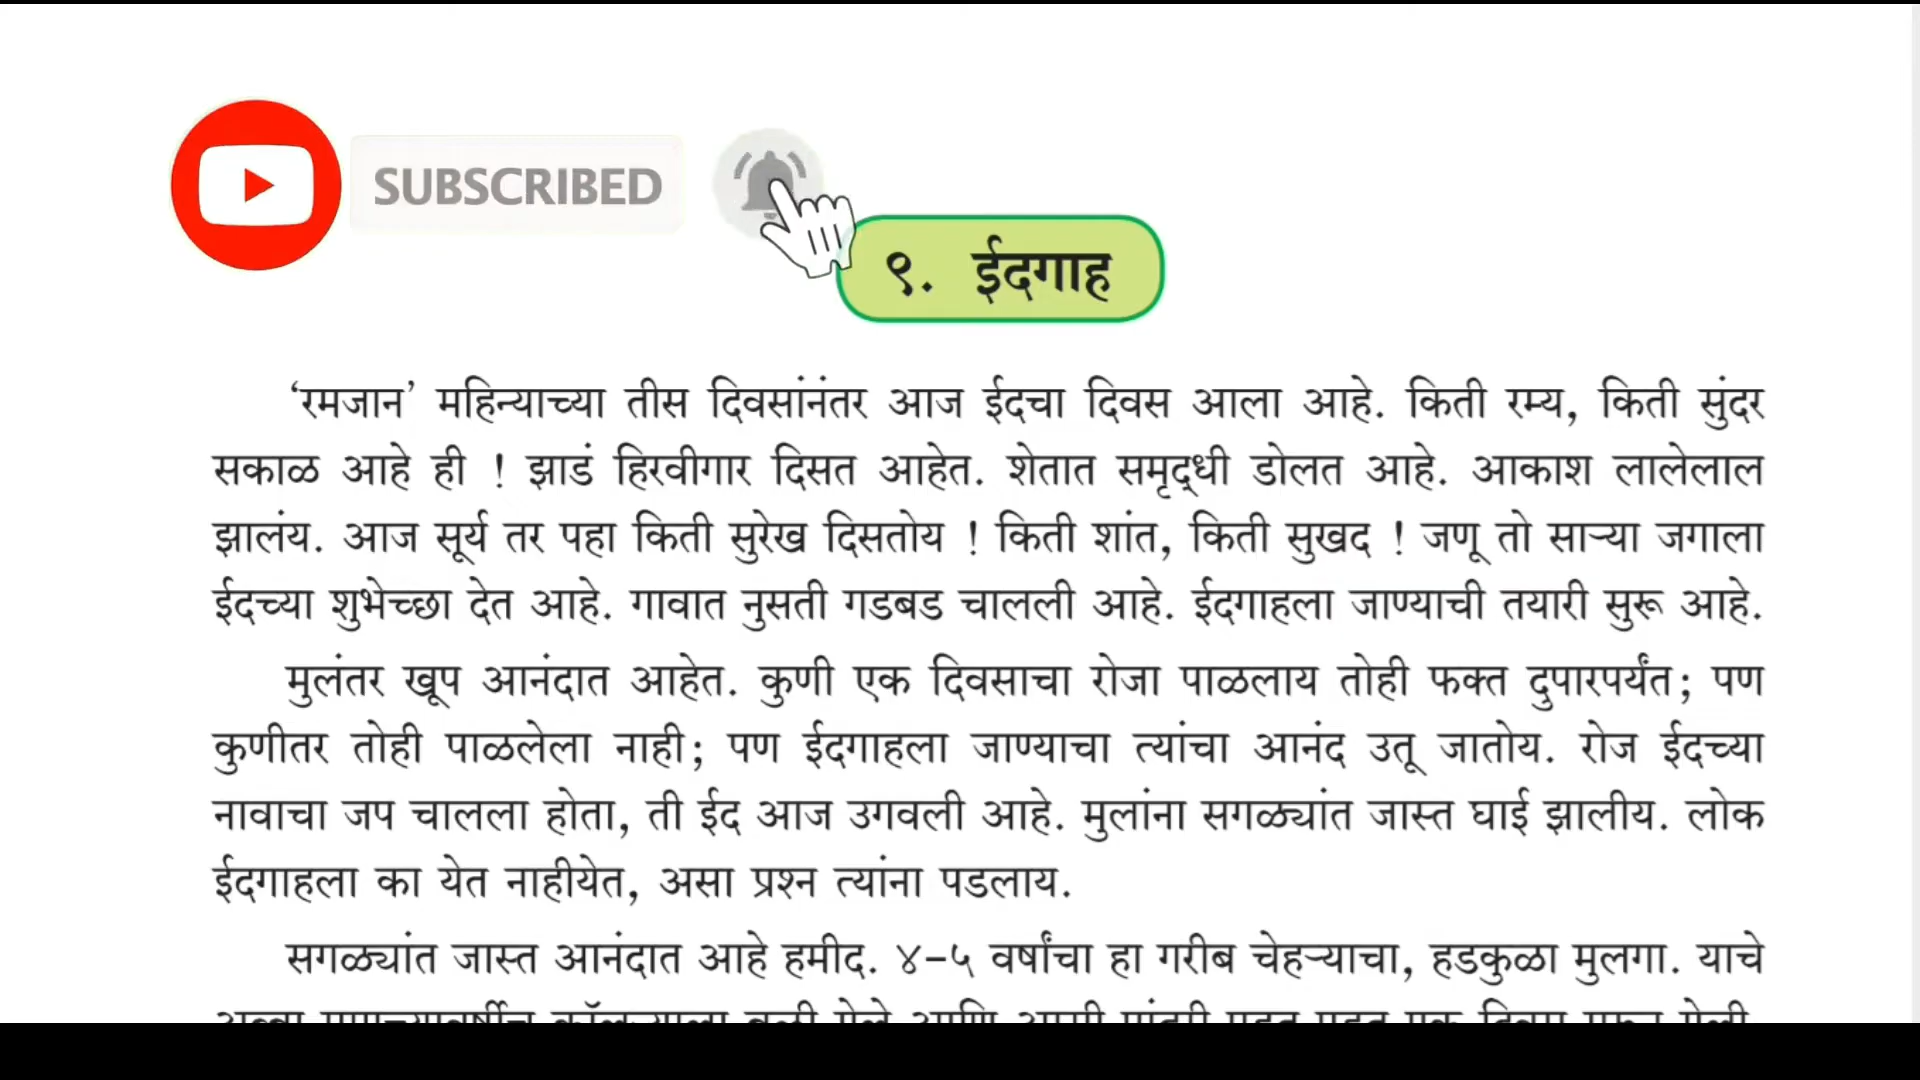 SUBSCRIBED
९. ईदगाह
‘रमजान’ महिन्याच्या तीस दिवसांनंतर आज ईदचा दिवस आला आहे. किती रम्य, किती सुंदर
सकाळ आहे ही ! झाडं हिरवीगार दिसत आहेत. शेतात समृद्धी डोलत आहे. आकाश लालेलाल
झालंय. आज सूर्य तर पहा किती सुरेख दिसतोय ! किती शांत, किती सुखद ! जणू तो साऱ्या जगाला
ईदच्या शुभेच्छा देत आहे. गावात नुसती गडबड चालली आहे. ईदगाहला जाण्याची तयारी सुरू आहे.
मुलंतर खूप आनंदात आहेत. कुणी एक दिवसाचा रोजा पाळलाय तोही फक्त दुपारपर्यंत; पण
कुणीतर तोही पाळलेला नाही; पण ईदगाहला जाण्याचा त्यांचा आनंद उतू जातोय. रोज ईदच्या
नावाचा जप चालला होता, ती ईद आज उगवली आहे. मुलांना सगळ्यांत जास्त घाई झालीय. लोक
ईदगाहला का येत नाहीयेत, असा प्रश्न त्यांना पडलाय.
सगळ्यांत जास्त आनंदात आहे हमीद. ४-५ वर्षांचा हा गरीब चेहऱ्याचा, हडकुळा मुलगा. याचे